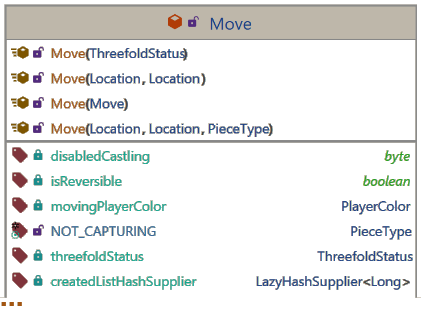 Move
Move(ThreefoldStatus)
Move(Location, Location)
Move(Move)
Move(Location, Location, PieceType)
disabledCastling byte
isReversible boolean
movingPlayerColor PlayerColor
NOT_CAPTURING PieceType
threefoldStatus ThreefoldStatus
createdListHashSupplier LazyHashSupplier<Long>